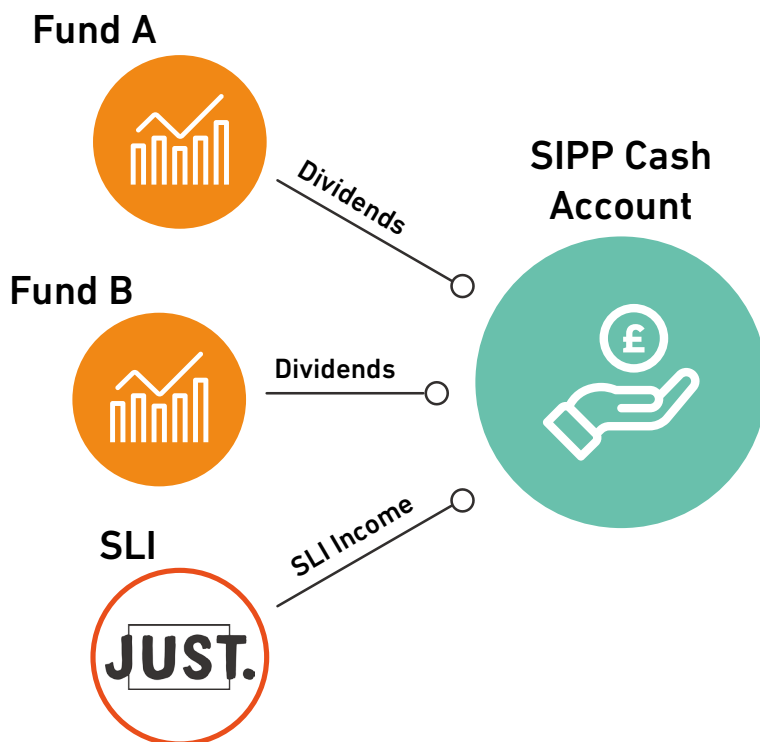 Fund A
Dividends
SIPP Cash
Account
£
Fund B
Dividends
SLI Income
SLI
JUST.